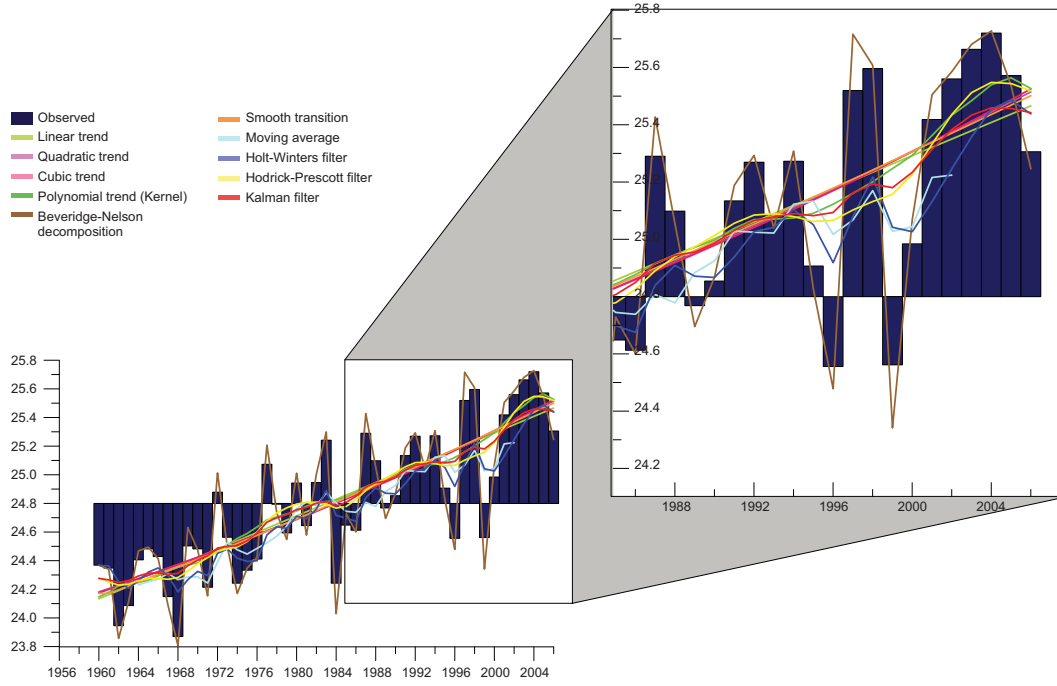 Observed
Linear trend
Quadratic trend
Cubic trend
Polynomial trend (Kernel)
Beveridge-Nelson
decomposition
Smooth transition
Moving average
Holt-Winters filter
Hodrick-Prescott filter
Kalman filter
25.8
25.6
25.4
24.6
24.4
24.2
1988 1992 1996 2000 2004
25.8
25.6
25.4
25.2
25.0
24.8
24.6
24.4
24.2
24.0
23.8
1956 1960 1964 1968 1972 1976 1980 1984 1988 1992 1996 2000 2004